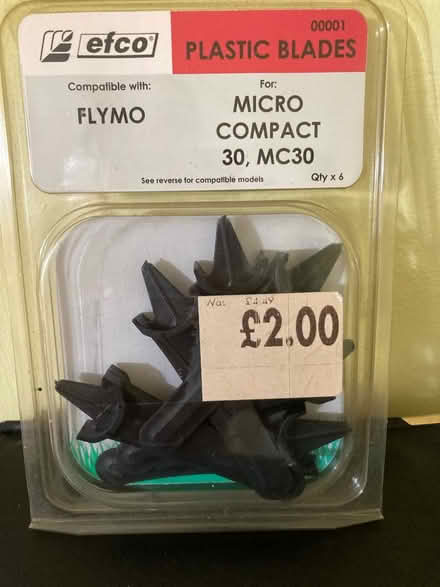 00001
efco
PLASTIC BLADES
Compatible with:
FLYMO
For:
MICRO
COMPACT
30, MC30
See reverse for compatible models
Qty x 6
Was £4.49
£2.00